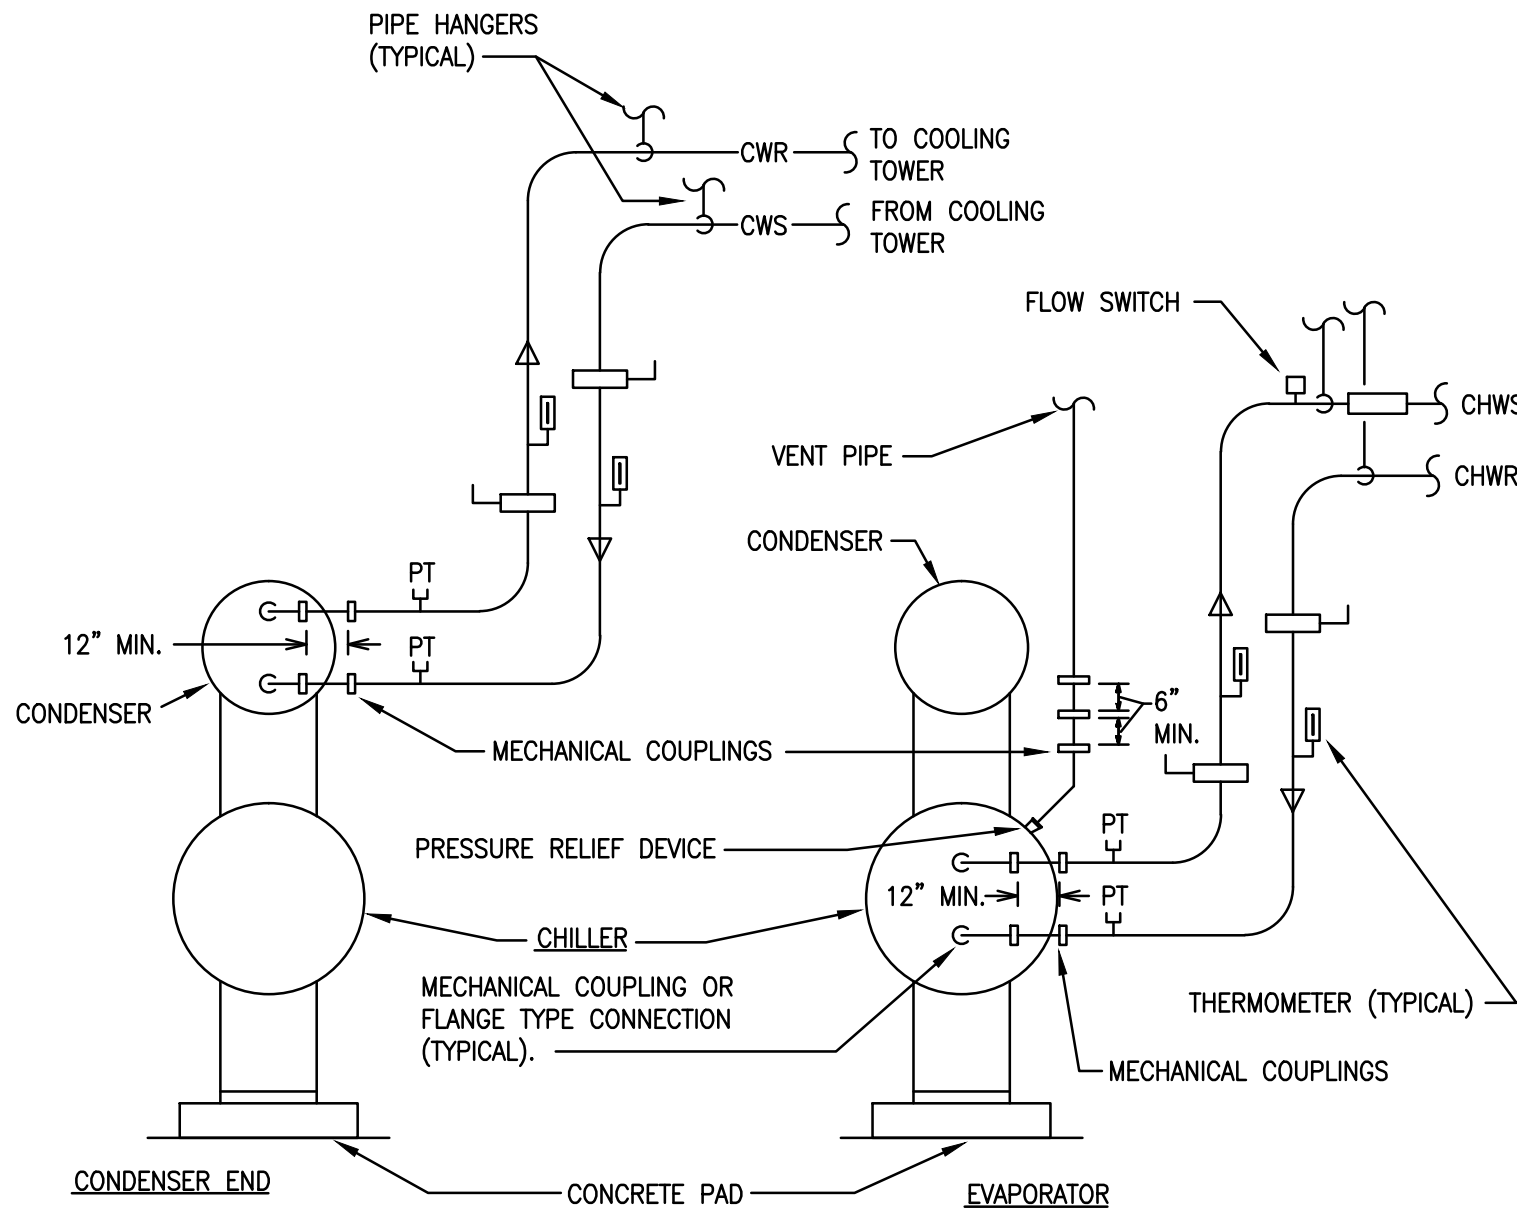 PIPE HANGERS
(TYPICAL)
CWR
TO COOLING
TOWER
CWS
FROM COOLING
TOWER
FLOW SWITCH
CHWS
VENT PIPE
CHWR
CONDENSER
PT
12" MIN.
PT
CONDENSER
6"
MIN.
MECHANICAL COUPLINGS
PT
PRESSURE RELIEF DEVICE
12" MIN.
PT
CHILLER
MECHANICAL COUPLING OR
FLANGE TYPE CONNECTION
(TYPICAL).
THERMOMETER (TYPICAL)
MECHANICAL COUPLINGS
CONDENSER END
CONCRETE PAD
EVAPORATOR